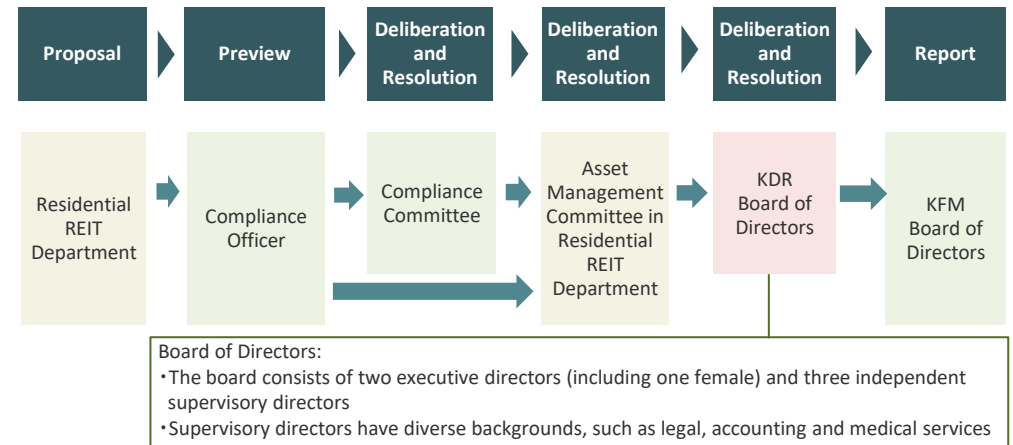 Proposal
Preview
Deliberation
and
Resolution
Deliberation
and
Resolution
Deliberation
and
Resolution
Report
Residential
REIT
Department
Compliance
Officer
Compliance
Committee
Asset
Management
Committee in
Residential
REIT
Department
KDR
Board of
Directors
KFM
Board of
Directors
Board of Directors:
・The board consists of two executive directors (including one female) and three independent
supervisory directors
・Supervisory directors have diverse backgrounds, such as legal, accounting and medical services